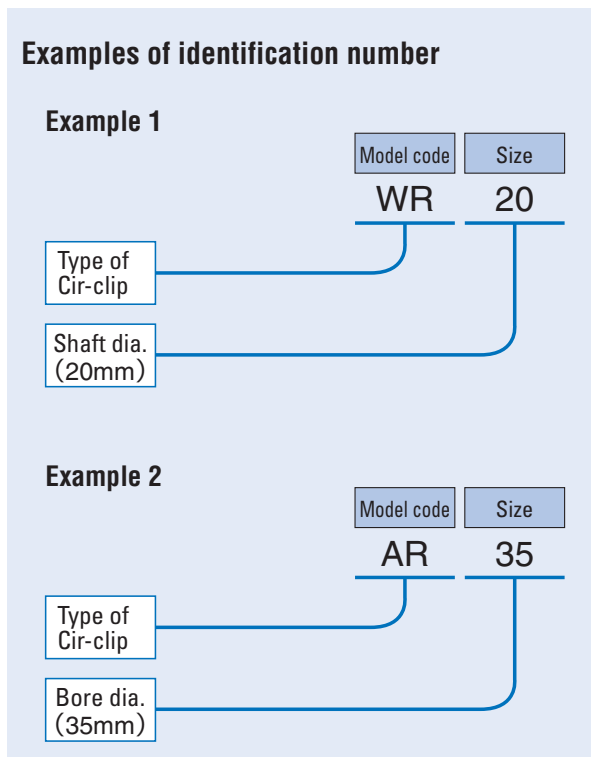 Examples of identification number
Example 1
Model code Size
WR 20
Type of
Cir-clip
Shaft dia.
(20mm)
Example 2
Model code Size
AR 35
Type of
Cir-clip
Bore dia.
(35mm)